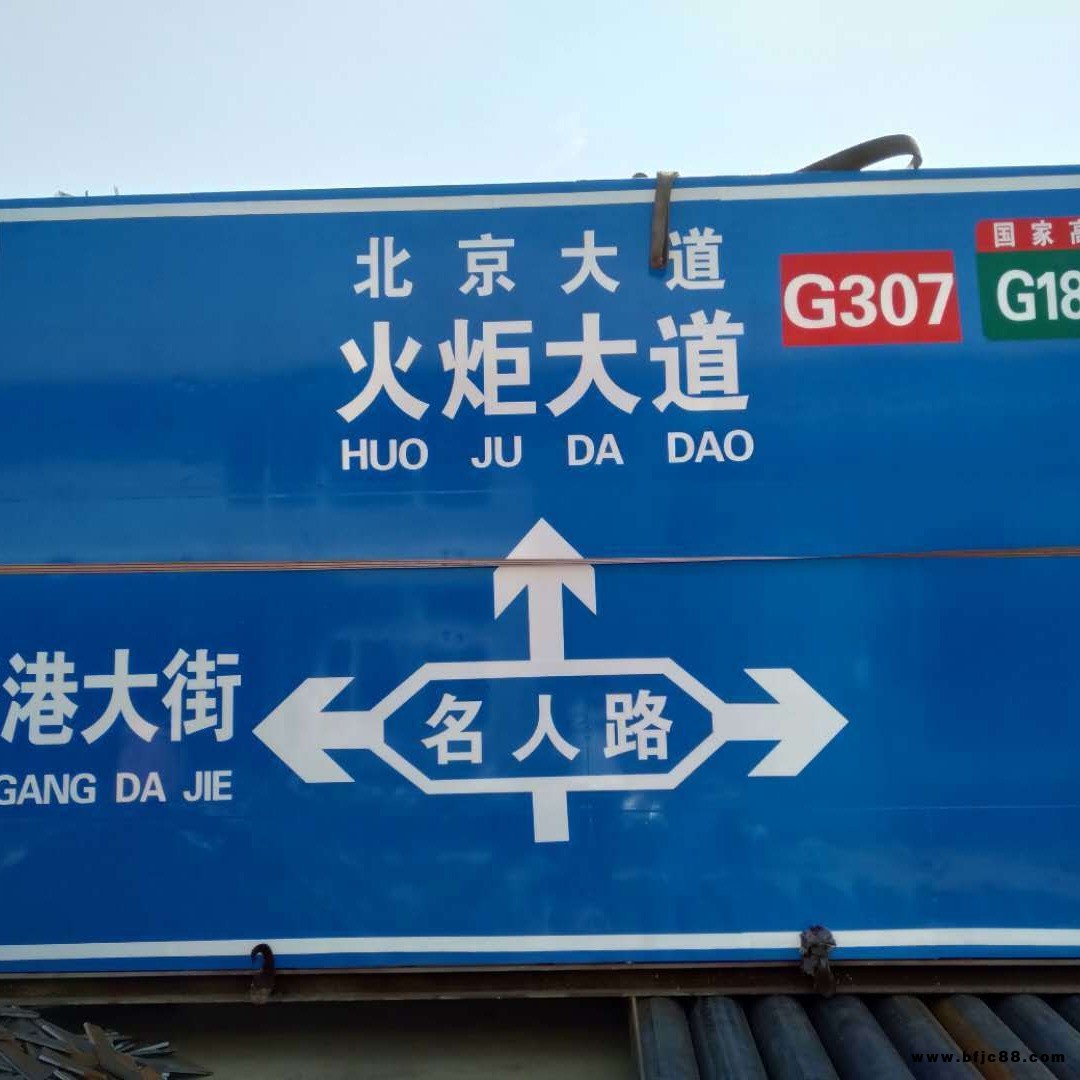 北京大道
火炬大道
HUO JU DA DAO
G307
国家高
G18
港大街
GANG DA JIE
名人路
www.bfjc88.com